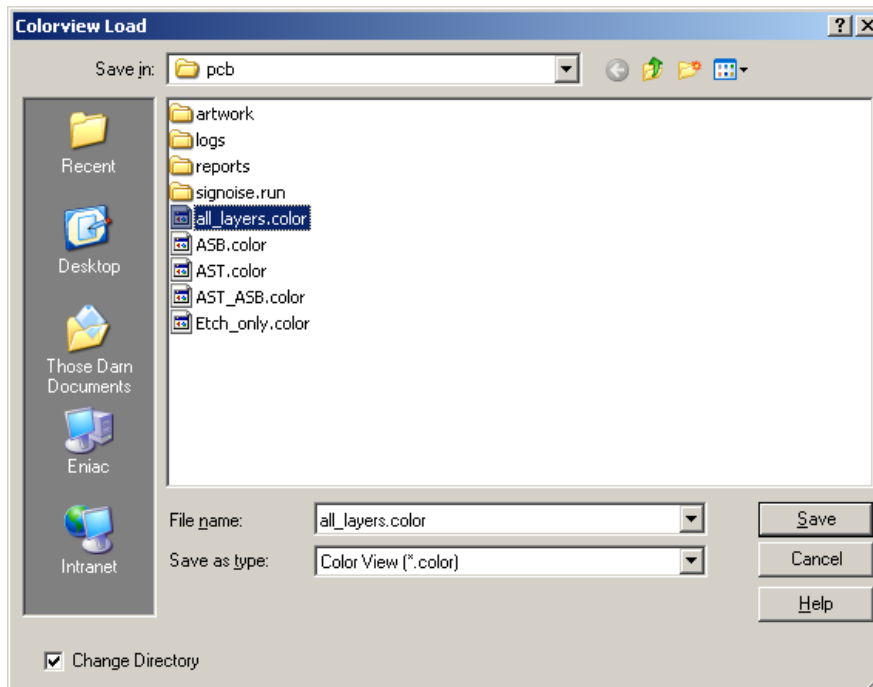 Colorview Load
Save in: pcb
artwork
logs
reports
signoise.run
all_layers.color
ASB.color
AST.color
AST_ASB.color
Etch_only.color
Recent
Desktop
Those Darn
Documents
Eniac
Intranet
File name: all_layers.color Save
Save as type: Color View (*.color) Cancel
Help
Change Directory